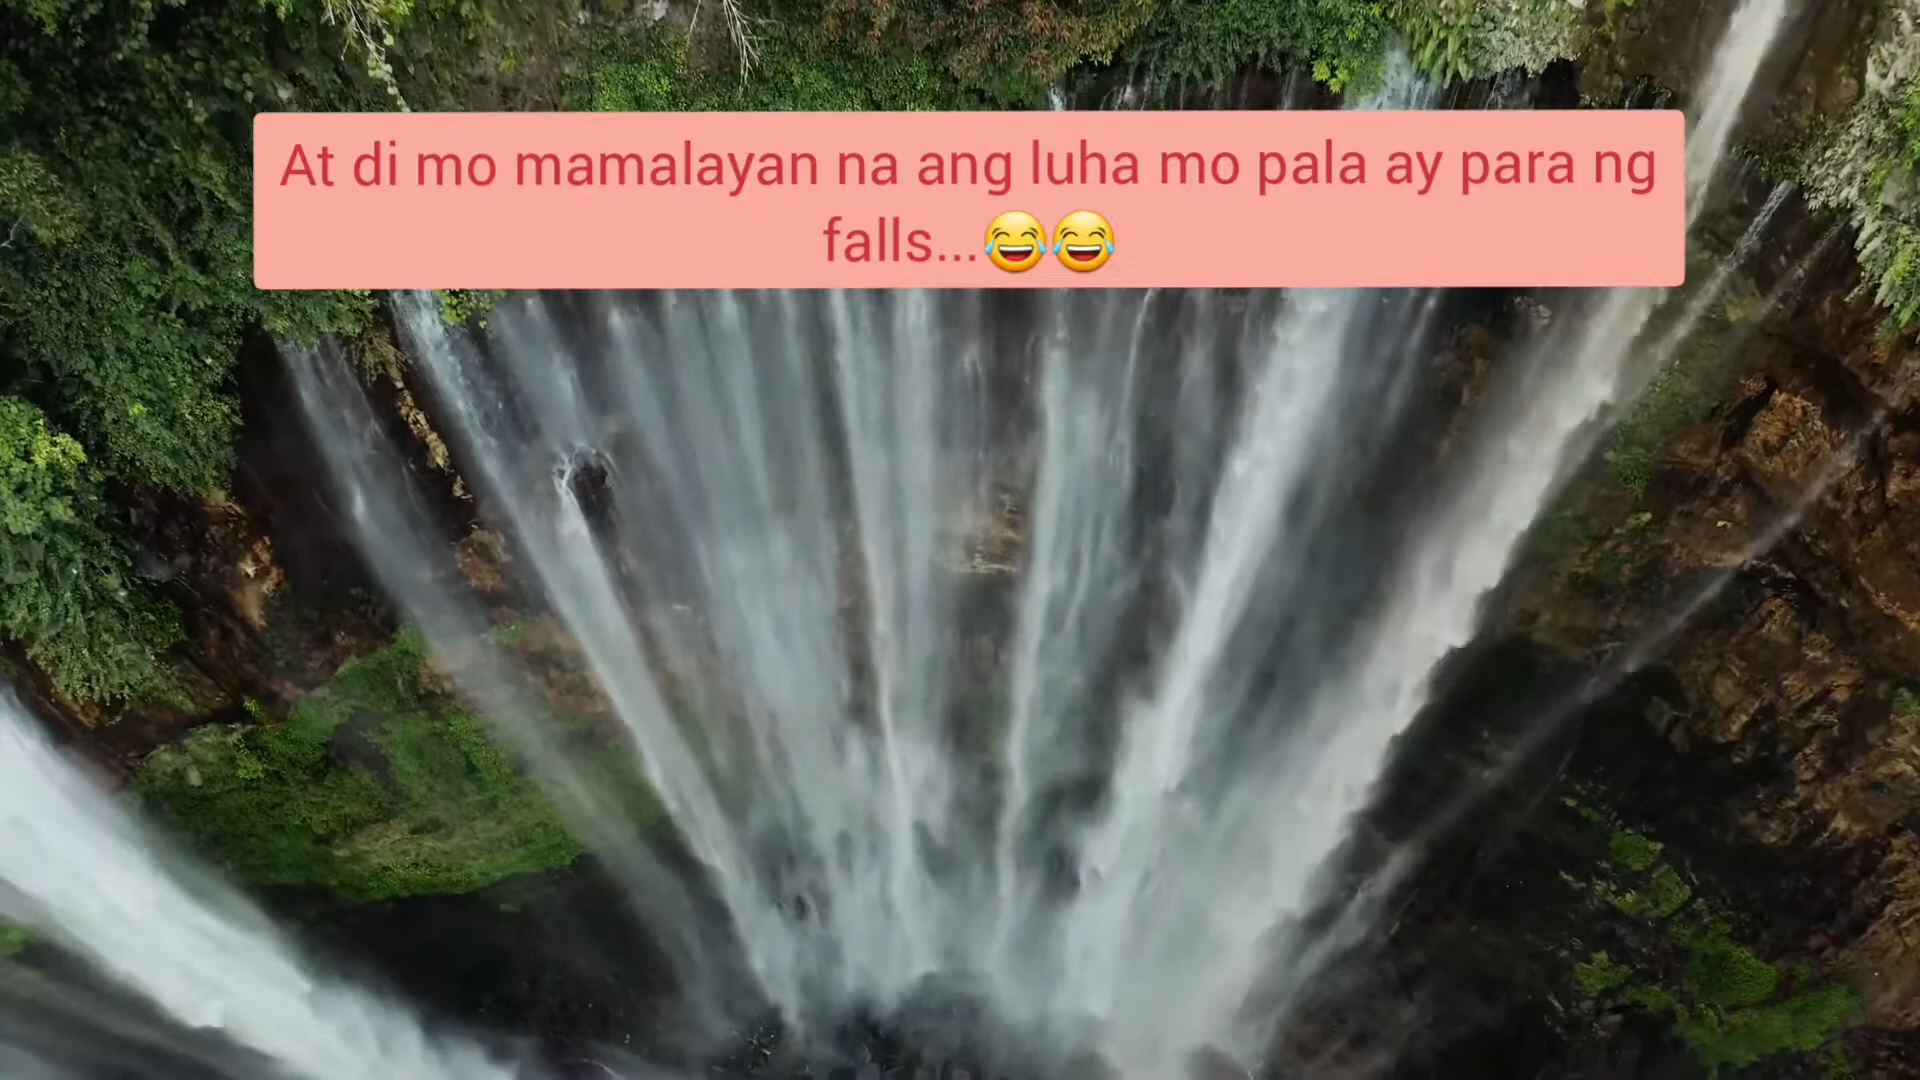 At di mo mamalayan na ang luha mo pala ay para ng
falls...😂😂